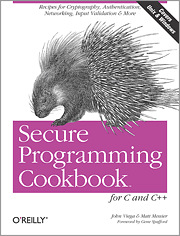 Recipes for Cryptography, Authentication,
Networking, Input Validation & More
Covers
Unix & Windows
Secure
Programming
Cookbook™
for C and C++
O'REILLY®
John Viega & Matt Messier
Foreword by Gene Spafford